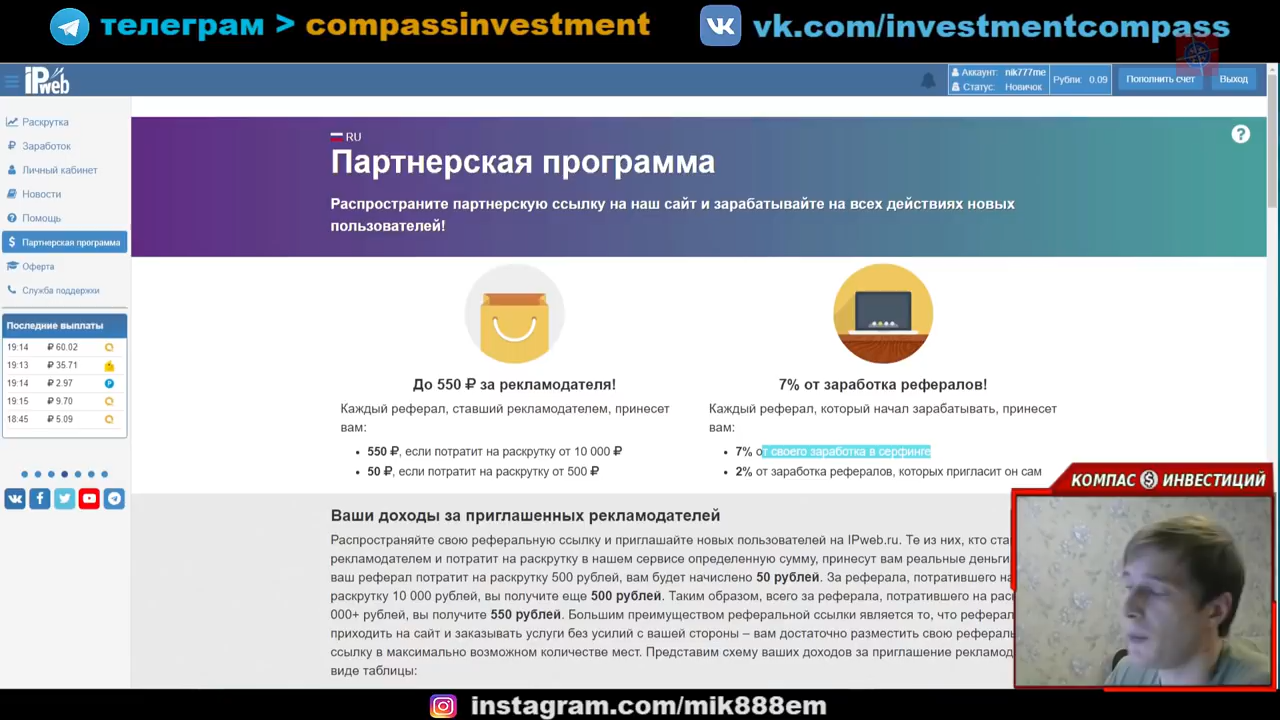 телеграм > compassinvestment
vk.com/investmentcompass
IPweb
Аккаунт: nik777me
Статус: Новичок
Рубли: 0.09
Пополнить счет
Выход
Раскрутка
Заработок
Личный кабинет
Новости
Помощь
Партнерская программа
Оферта
Служба поддержки
Последние выплаты
19:14 ₽ 60.02
19:13 ₽ 35.71
19:14 ₽ 2.97
19:15 ₽ 9.70
18:45 ₽ 5.09
RU
Партнерская программа
Распространите партнерскую ссылку на наш сайт и зарабатывайте на всех действиях новых
пользователей!
До 550 ₽ за рекламодателя!
Каждый реферал, ставший рекламодателем, принесет
вам:
550 ₽, если потратит на раскрутку от 10 000 ₽
50 ₽, если потратит на раскрутку от 500 ₽
7% от заработка рефералов!
Каждый реферал, который начал зарабатывать, принесет
вам:
7% от своего заработка в серфинге
2% от заработка рефералов, которых пригласит он сам
Ваши доходы за приглашенных рекламодателей
Распространяйте свою реферальную ссылку и приглашайте новых пользователей на IPweb.ru. Те из них, кто ста
рекламодателем и потратит на раскрутку в нашем сервисе определенную сумму, принесут вам реальные деньги
ваш реферал потратит на раскрутку 500 рублей, вам будет начислено 50 рублей. За реферала, потратившего на
раскрутку 10 000 рублей, вы получите еще 500 рублей. Таким образом, всего за реферала, потратившего на рас
000+ рублей, вы получите 550 рублей. Большим преимуществом реферальной ссылки является то, что реферал
приходить на сайт и заказывать услуги без усилий с вашей стороны – вам достаточно разместить свою реферал
ссылку в максимально возможном количестве мест. Представим схему ваших доходов за приглашение рекламод
виде таблицы:
КОМПАС $ ИНВЕСТИЦИЙ
instagram.com/mik888em